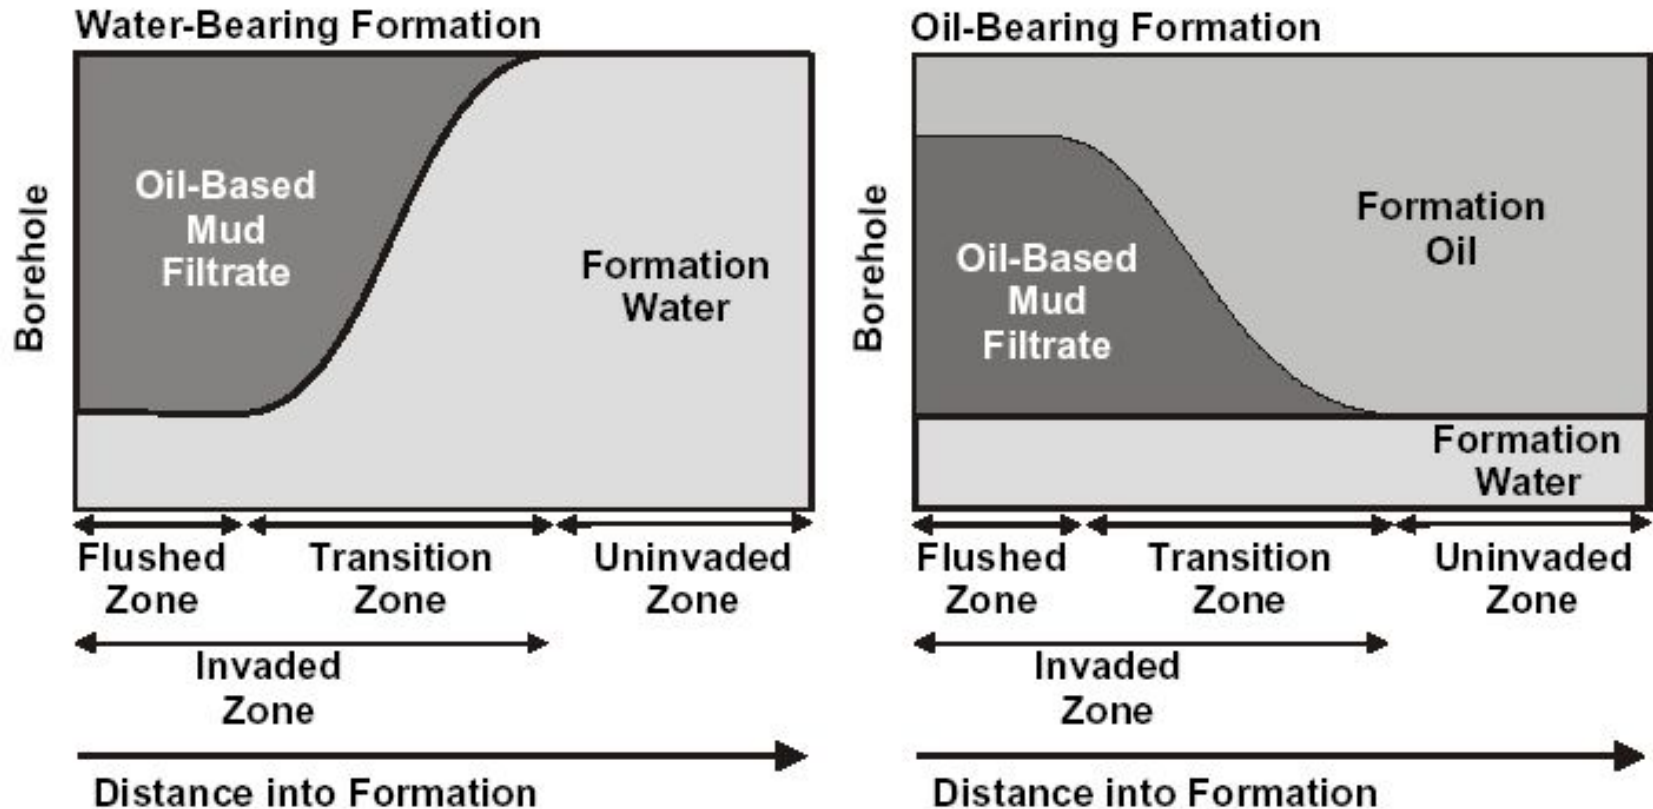 Water-Bearing Formation
Borehole
Oil-Based
Mud
Filtrate
Formation
Water
Flushed
Zone
Transition
Zone
Uninvaded
Zone
Invaded
Zone
Distance into Formation
Oil-Bearing Formation
Borehole
Oil-Based
Mud
Filtrate
Formation
Oil
Formation
Water
Flushed
Zone
Transition
Zone
Uninvaded
Zone
Invaded
Zone
Distance into Formation